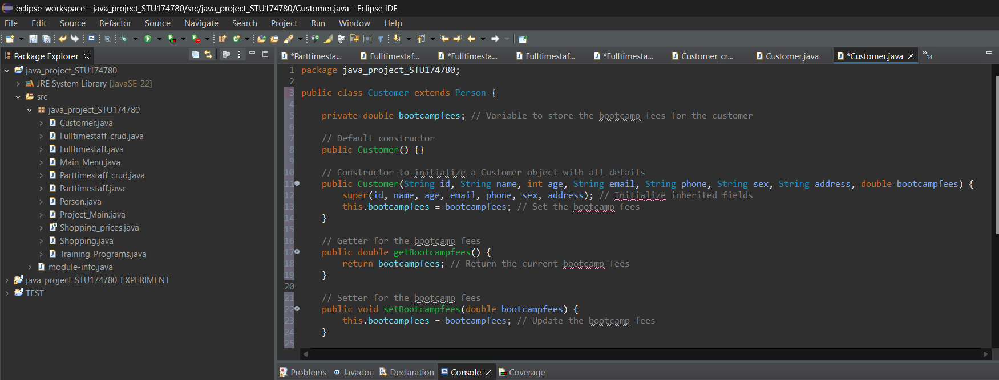 eclipse-workspace - java_project_STU174780/src/java_project_STU174780/Customer.java - Eclipse IDE
File Edit Source Refactor Source Navigate Search Project Run Window Help
Package Explorer
java_project_STU174780
JRE System Library [JavaSE-22]
src
java_project_STU174780
Customer.java
Fulltimestaff_crud.java
Fulltimestaff.java
Main_Menu.java
Parttimestaff_crud.java
Parttimestaff.java
Person.java
Project_Main.java
Shopping_prices.java
Shopping.java
Training_Programs.java
module-info.java
java_project_STU174780_EXPERIMENT
TEST
*Parttimesta... Fulltimestaf... *Fulltimesta... Fulltimestaf... *Fulltimesta... Customer_cr... Customer.java *Customer.java »14
1 package java_project_STU174780;
2
3 public class Customer extends Person {
4
5 private double bootcampfees; // Variable to store the bootcamp fees for the customer
6
7 // Default constructor
8 public Customer() {}
9
10 // Constructor to initialize a Customer object with all details
11 public Customer(String id, String name, int age, String email, String phone, String sex, String address, double bootcampfees) {
12 super(id, name, age, email, phone, sex, address); // Initialize inherited fields
13 this.bootcampfees = bootcampfees; // Set the bootcamp fees
14 }
15
16 // Getter for the bootcamp fees
17 public double getBootcampfees() {
18 return bootcampfees; // Return the current bootcamp fees
19 }
20
21 // Setter for the bootcamp fees
22 public void setBootcampfees(double bootcampfees) {
23 this.bootcampfees = bootcampfees; // Update the bootcamp fees
24 }
25
Problems Javadoc Declaration Console Coverage